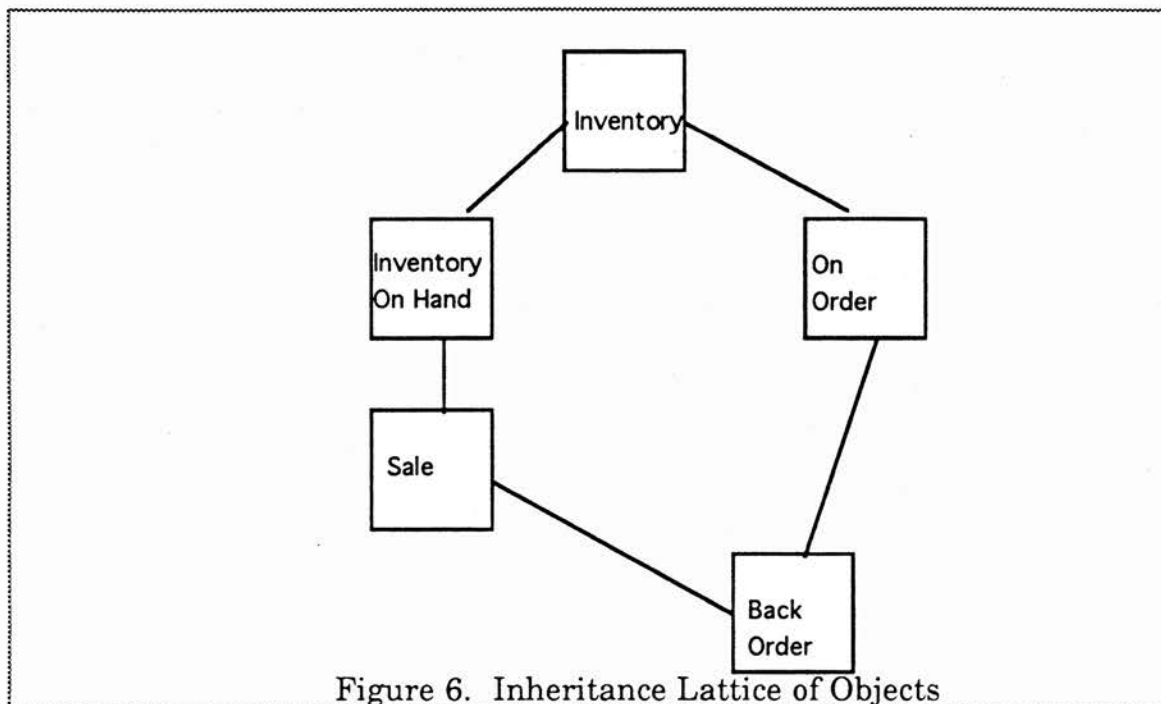 Inventory
Inventory
On Hand
On
Order
Sale
Back
Order
Figure 6. Inheritance Lattice of Objects